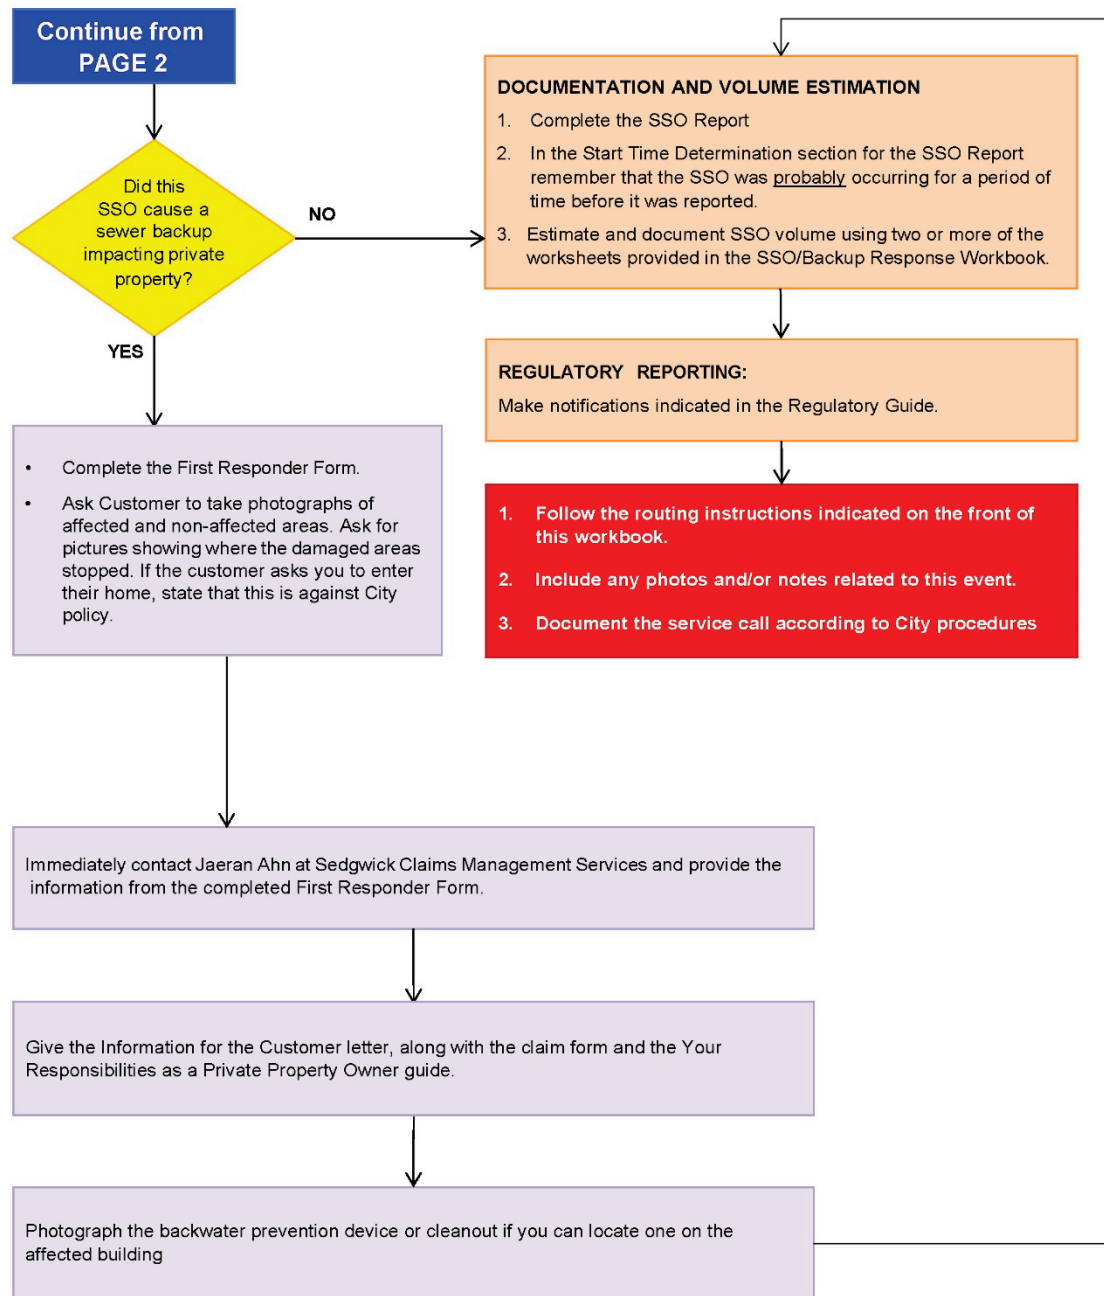 Continue from
PAGE 2
Did this
SSO cause a
sewer backup
impacting private
property?
NO
YES
DOCUMENTATION AND VOLUME ESTIMATION
1. Complete the SSO Report
2. In the Start Time Determination section for the SSO Report
remember that the SSO was probably occurring for a period of
time before it was reported.
3. Estimate and document SSO volume using two or more of the
worksheets provided in the SSO/Backup Response Workbook.
REGULATORY REPORTING:
Make notifications indicated in the Regulatory Guide.
1. Follow the routing instructions indicated on the front of
this workbook.
2. Include any photos and/or notes related to this event.
3. Document the service call according to City procedures
• Complete the First Responder Form.
• Ask Customer to take photographs of
affected and non-affected areas. Ask for
pictures showing where the damaged areas
stopped. If the customer asks you to enter
their home, state that this is against City
policy.
Immediately contact Jaeran Ahn at Sedgwick Claims Management Services and provide the
information from the completed First Responder Form.
Give the Information for the Customer letter, along with the claim form and the Your
Responsibilities as a Private Property Owner guide.
Photograph the backwater prevention device or cleanout if you can locate one on the
affected building